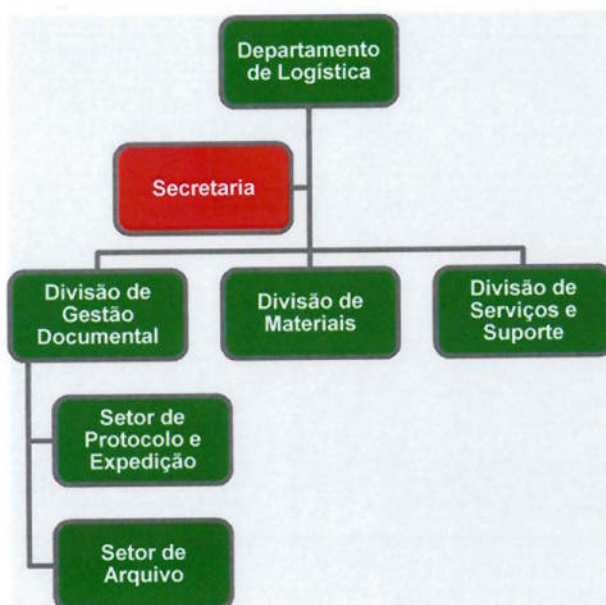 Departamento
de Logística
Secretaria
Divisão de
Gestão
Documental
Divisão de
Materiais
Divisão de
Serviços e
Suporte
Setor de
Protocolo e
Expedição
Setor de
Arquivo